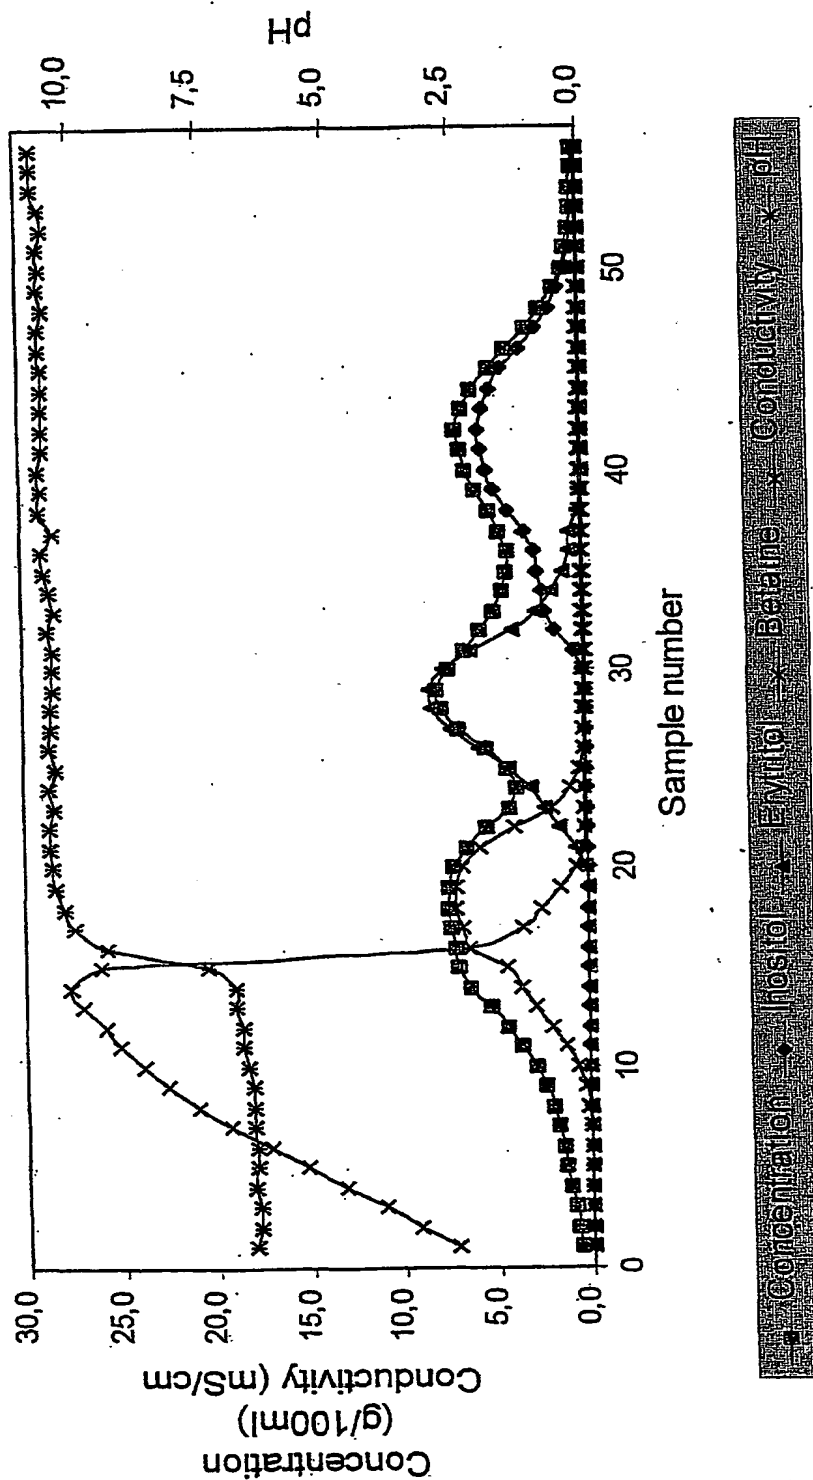 Concentration
(g/100ml)
Conductivity (mS/cm)
30,0
25,0
20,0
15,0
10,0
5,0
0,0
pH
10,0
7,5
5,0
2,5
0,0
0 10 20 30 40 50
Sample number
Concentration Inositol Erytritol Betaine Conductivity pH